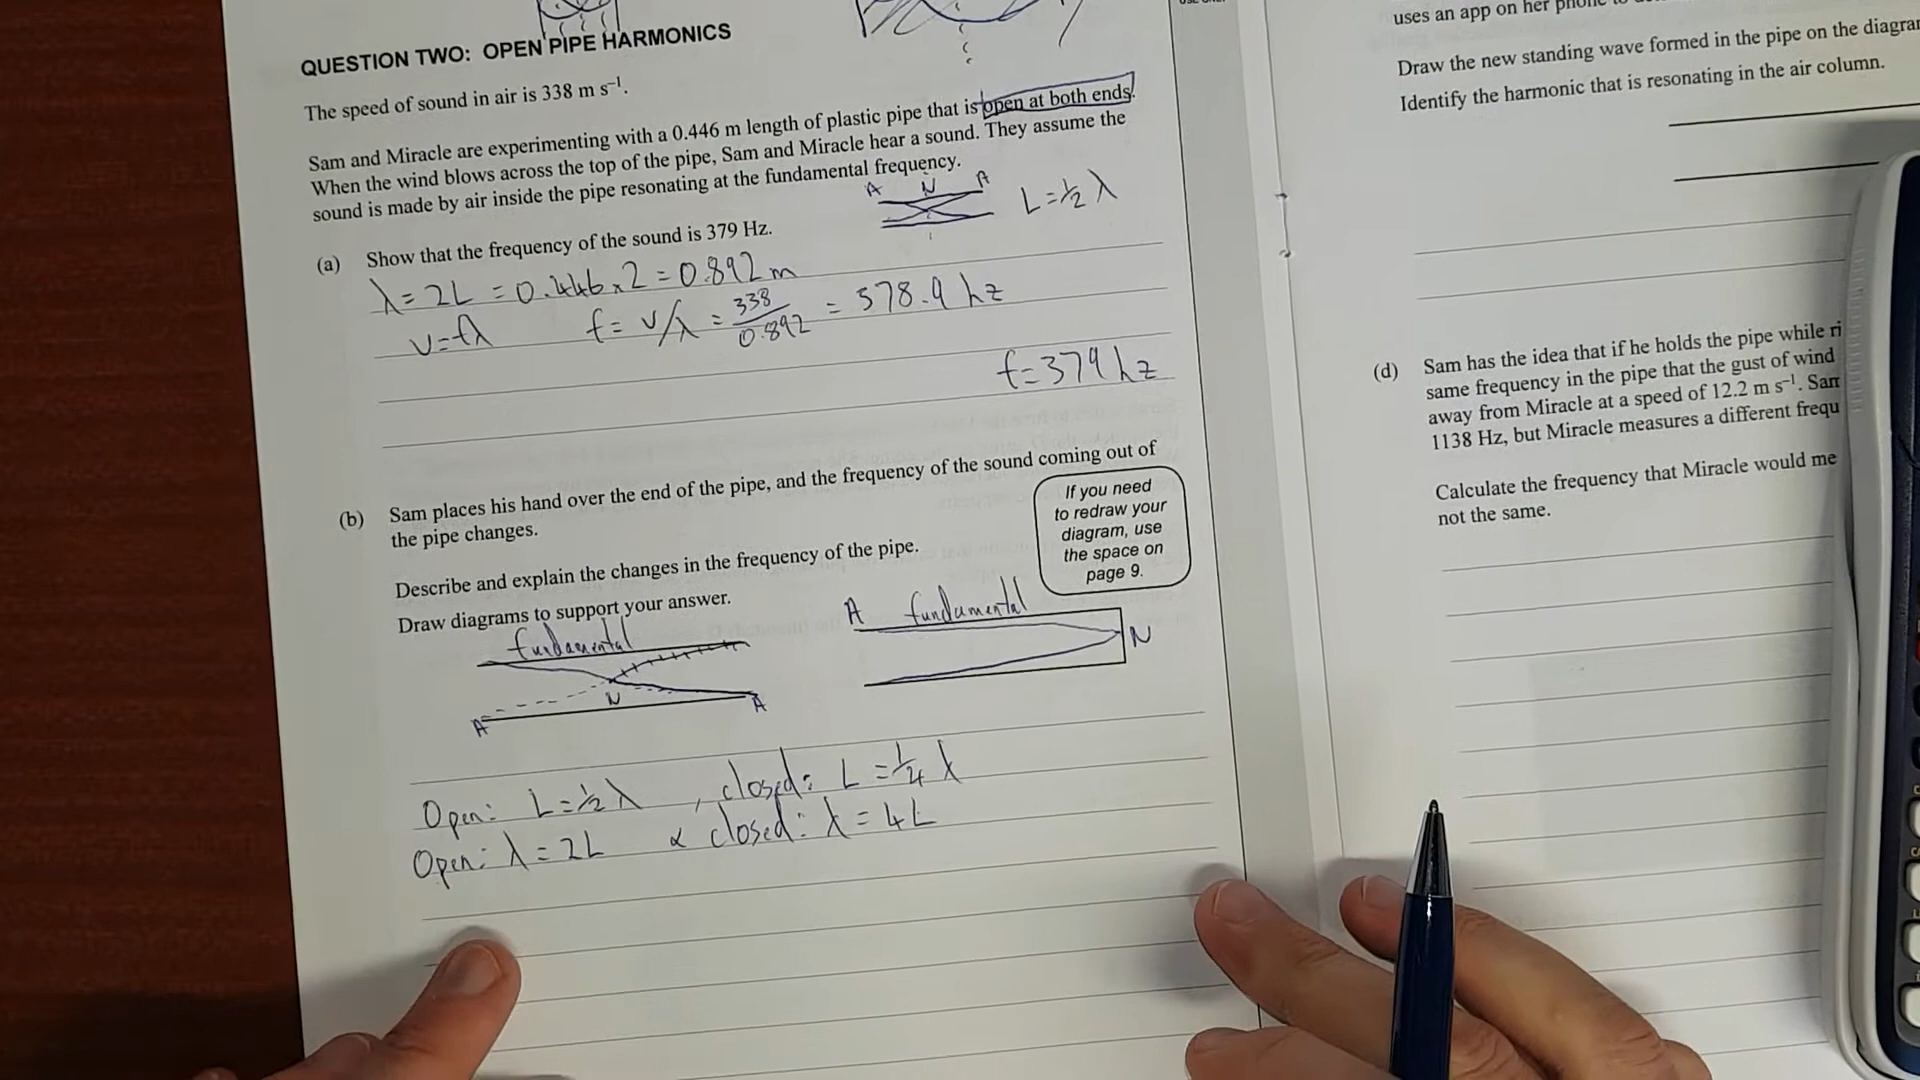 QUESTION TWO: OPEN PIPE HARMONICS
The speed of sound in air is 338 m s⁻¹.
Sam and Miracle are experimenting with a 0.446 m length of plastic pipe that is open at both ends.
When the wind blows across the top of the pipe, Sam and Miracle hear a sound. They assume the
sound is made by air inside the pipe resonating at the fundamental frequency.
A N A
L = ½ λ
(a) Show that the frequency of the sound is 379 Hz.
λ = 2L = 0.446 x 2 = 0.892 m
v = fλ f = v/λ = 338/0.892 = 378.9 hz
f = 379 hz
(b) Sam places his hand over the end of the pipe, and the frequency of the sound coming out of
the pipe changes.
Describe and explain the changes in the frequency of the pipe.
Draw diagrams to support your answer.
If you need
to redraw your
diagram, use
the space on
page 9.
fundamental
A N A
A fundamental
N
Open: L = ½ λ , closed: L = ¼ λ
Open: λ = 2L & closed: λ = 4L
uses an app on her phone to
Draw the new standing wave formed in the pipe on the diagra
Identify the harmonic that is resonating in the air column.
(d) Sam has the idea that if he holds the pipe while ri
same frequency in the pipe that the gust of wind
away from Miracle at a speed of 12.2 m s⁻¹. Sam
1138 Hz, but Miracle measures a different frequ
Calculate the frequency that Miracle would me
not the same.